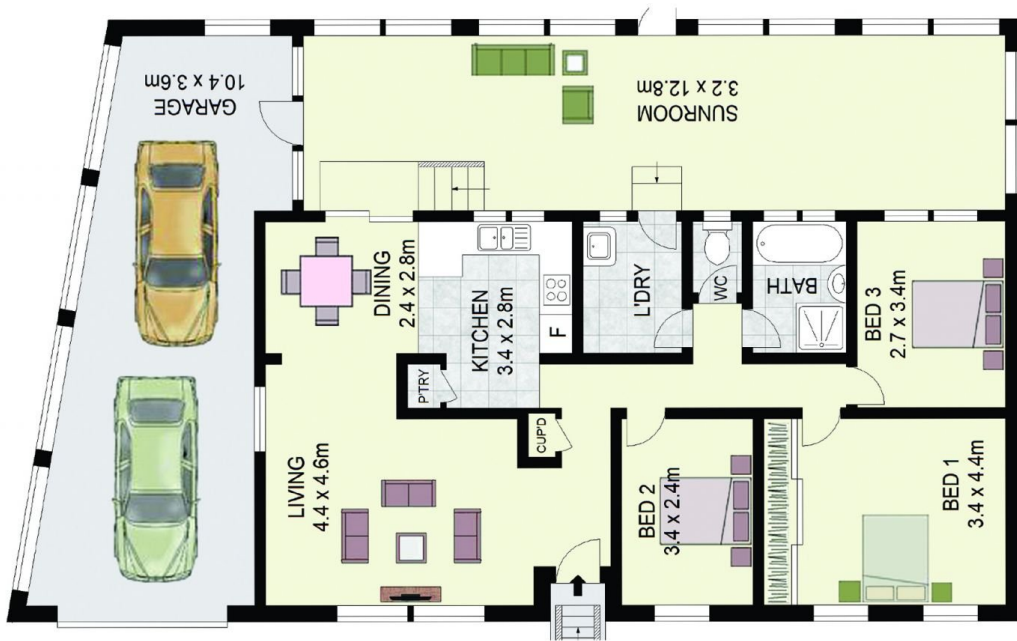 GARAGE
10.4 x 3.6m
SUNROOM
3.2 x 12.8m
DINING
2.4 x 2.8m
KITCHEN
3.4 x 2.8m
F
P'TRY
L'DRY
WC
BATH
BED 3
2.7 x 3.4m
LIVING
4.4 x 4.6m
CUP'D
BED 2
3.4 x 2.4m
BED 1
3.4 x 4.4m